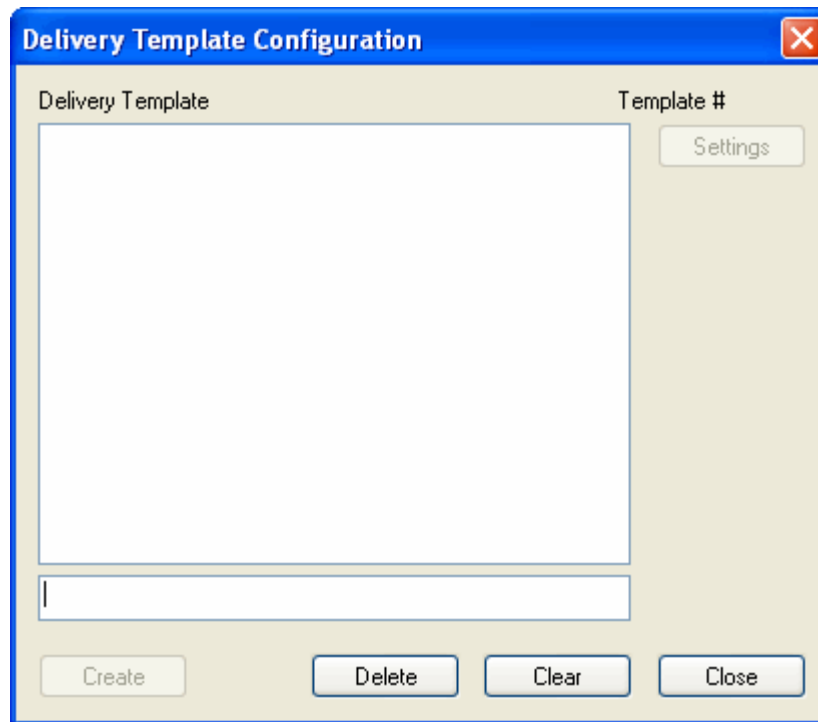 Delivery Template Configuration
Delivery Template Template #
Settings
Create Delete Clear Close